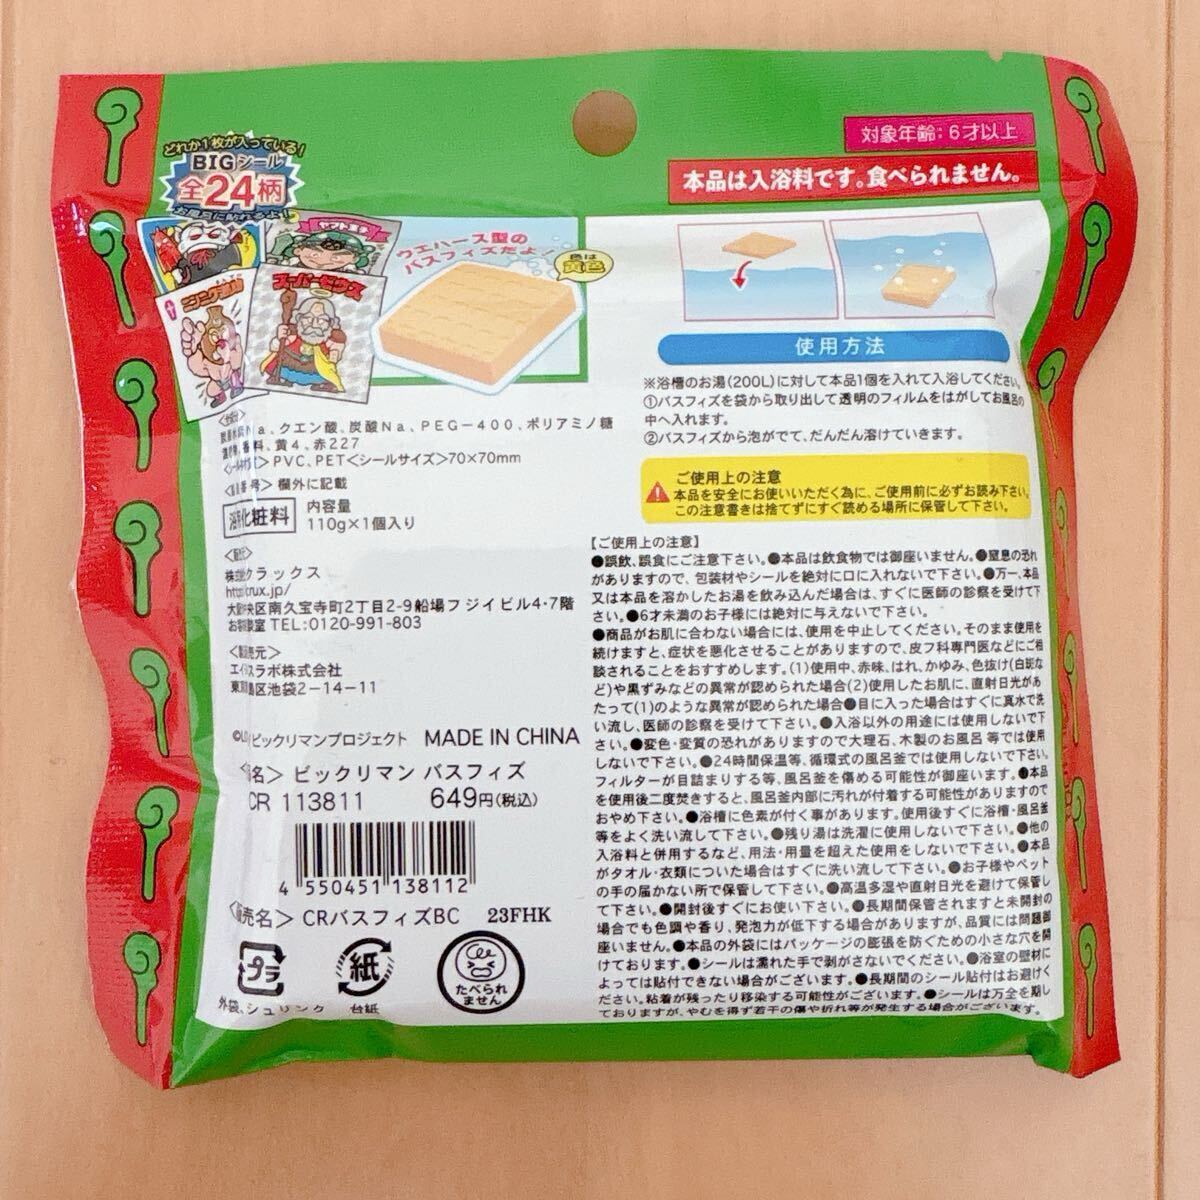 どれか1枚が入っている!
BIGシール
全24柄
お風呂に貼れるよ!
ヤマト王子
スーパーゼウス
ウエハース型の
バスフィズだよ
色は
黄色
対象年齢:6才以上
本品は入浴料です。食べられません。
使用方法
※浴槽のお湯(200L)に対して本品1個を入れて入浴してください。
①バスフィズを袋から取り出して透明のフィルムをはがしてお風呂の
中へ入れます。
②バスフィズから泡がでて、だんだん溶けていきます。
ご使用上の注意
本品を安全にお使いいただく為に、ご使用前に必ずお読み下さい。
この注意書きは捨てずにすぐ読める場所に保管して下さい。
Na、クエン酸、炭酸Na、PEG-400、ポリアミノ糖
香料、黄4、赤227
PVC、PET<シールサイズ>70×70mm
欄外に記載
化粧料
内容量
110g×1個入り
クラックス
rux.jp/
区南久宝寺町2丁目2-9船場フジイビル4・7階
TEL:0120-991-803
ラボ株式会社
区池袋2-14-11
ビックリマンプロジェクト MADE IN CHINA
名> ビックリマン バスフィズ
CR 113811 649円(税込)
4 550451 138112
売名> CRバスフィズBC 23FHK
プラ
外袋、シュリンク
紙
台紙
たべられ
ません
【ご使用上の注意】
●誤飲、誤食にご注意下さい。●本品は飲食物では御座いません。●窒息の恐れ
がありますので、包装材やシールを絶対に口に入れないで下さい。●万一、本品
又は本品を溶かしたお湯を飲み込んだ場合は、すぐに医師の診察を受けて下
さい。●6才未満のお子様には絶対に与えないで下さい。
●商品がお肌に合わない場合には、使用を中止してください。そのまま使用を
続けますと、症状を悪化させることがありますので、皮フ科専門医などにご相
談されることをおすすめします。(1)使用中、赤味、はれ、かゆみ、色抜け(白斑な
ど)や黒ずみなどの異常が認められた場合(2)使用したお肌に、直射日光があ
たって(1)のような異常が認められた場合●目に入った場合はすぐに真水で洗
い流し、医師の診察を受けて下さい。●入浴以外の用途には使用しないで下
さい。●変色・変質の恐れがありますので大理石、木製のお風呂等では使用
しないで下さい。●24時間保温等、循環式の風呂釜では使用しないで下さい。
フィルターが目詰まりする等、風呂釜を傷める可能性が御座います。●本品
を使用後二度焚きすると、風呂釜内部に汚れが付着する可能性がありますので
おやめ下さい。●浴槽に色素が付く事があります。使用後すぐに浴槽・風呂釜
等をよく洗い流して下さい。●残り湯は洗濯に使用しないで下さい。●他の
入浴料と併用するなど、用法・用量を超えた使用をしないで下さい。●本品
がタオル・衣類についた場合はすぐに洗い流して下さい。●お子様やペット
の手の届かない所で保管して下さい。●高温多湿や直射日光を避けて保管し
て下さい。●開封後すぐにお使い下さい。●長期間保管されますと未開封の
場合でも色調や香り、発泡力が低下する場合がありますが、品質には問題御
座いません。●本品の外袋にはパッケージの膨張を防ぐための小さな穴を開
けております。●シールは濡れた手で剥がさないでください。●浴室の壁材に
よっては貼付できない場合がございます。●長期間のシール貼付はお避けく
ださい。粘着が残ったり移染する可能性がございます。●シールは万全を期し
ておりますが、やむを得ず若干の傷や折れ等が発生する場合がございます。